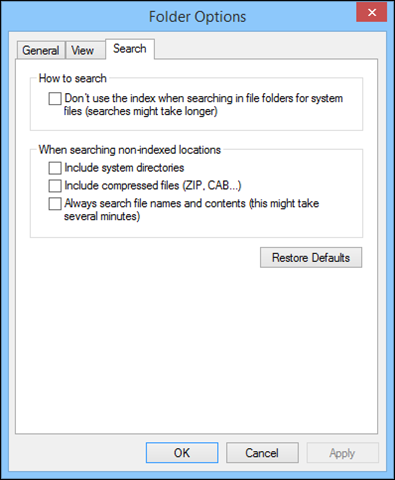 Folder Options
General View Search
How to search
Don't use the index when searching in file folders for system
files (searches might take longer)
When searching non-indexed locations
Include system directories
Include compressed files (ZIP, CAB...)
Always search file names and contents (this might take
several minutes)
Restore Defaults
OK Cancel Apply